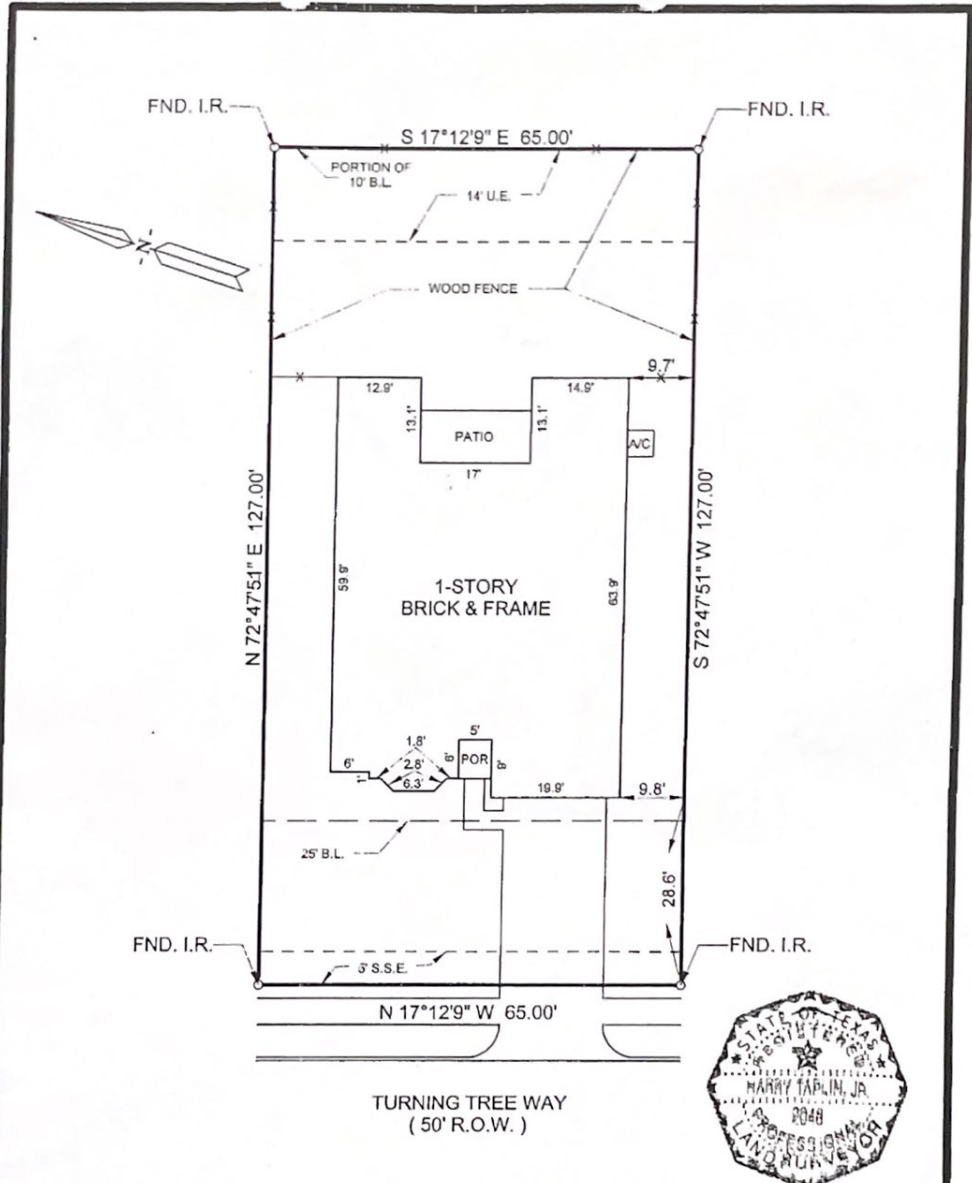 FND. I.R.
FND. I.R.
S 17°12'9" E 65.00'
PORTION OF
10' B.L.
14' U.E.
N
WOOD FENCE
9.7'
12.9'
14.9'
13.1'
13.1'
PATIO
A/C
17'
N 72°47'51" E 127.00'
S 72°47'51" W 127.00'
59.9'
63.9'
1-STORY
BRICK & FRAME
5'
1.8'
6'
POR
8'
2.8'
6'
1'
6.3'
19.9'
9.8'
25' B.L.
28.6'
FND. I.R.
FND. I.R.
5' S.S.E.
N 17°12'9" W 65.00'
TURNING TREE WAY
( 50' R.O.W. )
STATE OF TEXAS
REGISTERED
HARRY TAPLIN, JR.
2048
PROFESSIONAL
LAND SURVEYOR